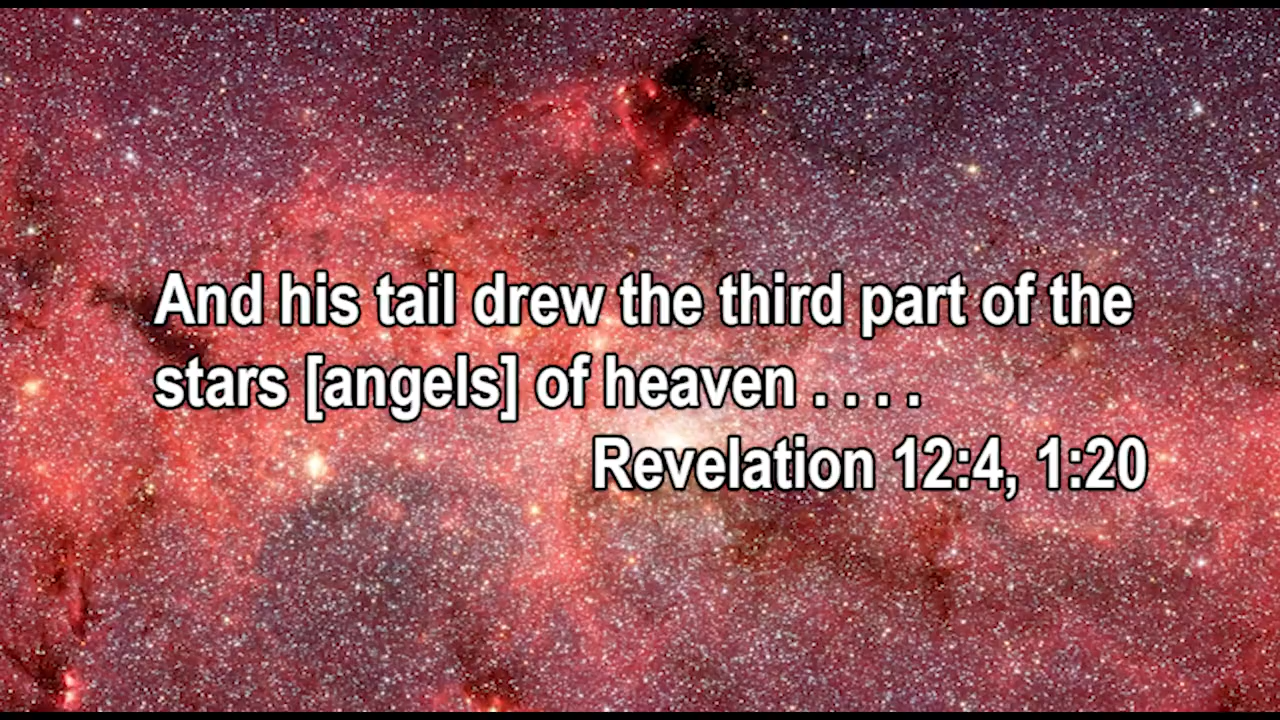 And his tail drew the third part of the
stars [angels] of heaven . . . .
Revelation 12:4, 1:20